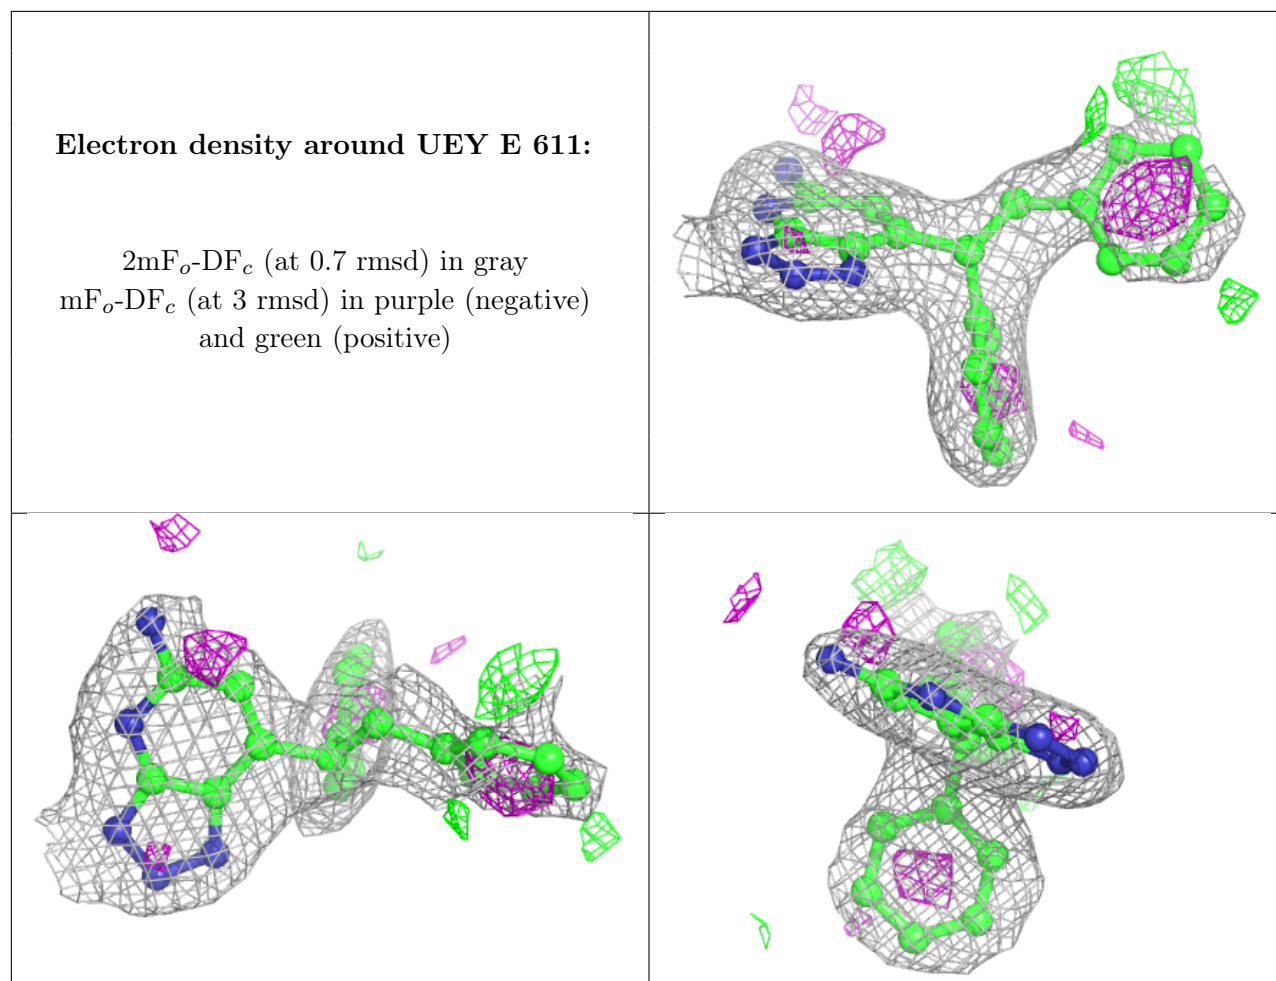 Electron density around UEY E 611:
2mFo-DFc (at 0.7 rmsd) in gray
mFo-DFc (at 3 rmsd) in purple (negative)
and green (positive)